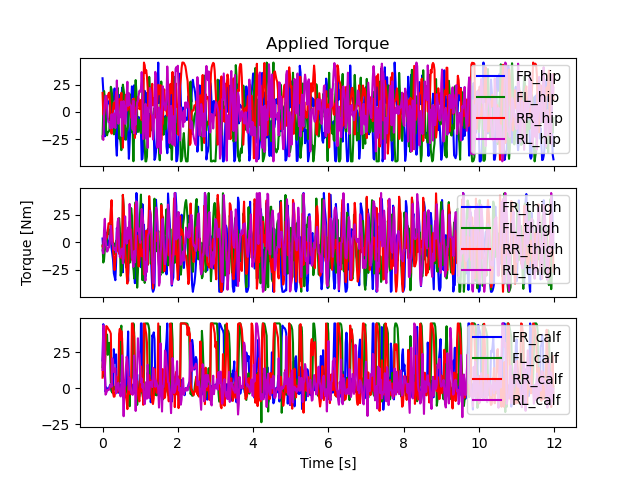 Applied Torque
25
0
−25
FR_hip
FL_hip
RR_hip
RL_hip
Torque [Nm]
25
0
−25
FR_thigh
FL_thigh
RR_thigh
RL_thigh
25
0
−25
FR_calf
FL_calf
RR_calf
RL_calf
0 2 4 6 8 10 12
Time [s]